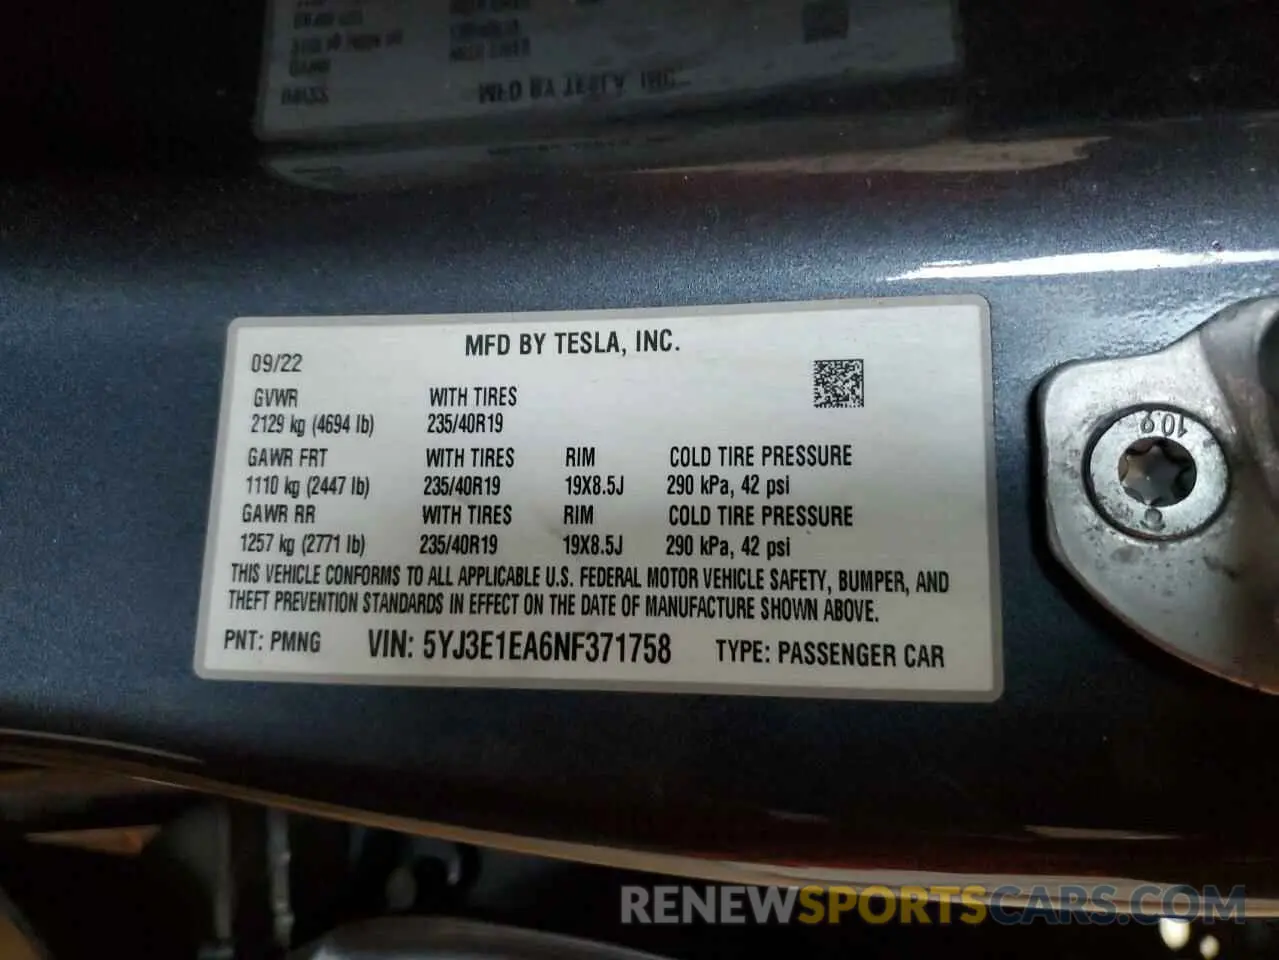 MFD BY TESLA, INC.
09/22
GVWR WITH TIRES
2129 kg (4694 lb) 235/40R19
GAWR FRT WITH TIRES RIM COLD TIRE PRESSURE
1110 kg (2447 lb) 235/40R19 19X8.5J 290 kPa, 42 psi
GAWR RR WITH TIRES RIM COLD TIRE PRESSURE
1257 kg (2771 lb) 235/40R19 19X8.5J 290 kPa, 42 psi
THIS VEHICLE CONFORMS TO ALL APPLICABLE U.S. FEDERAL MOTOR VEHICLE SAFETY, BUMPER, AND
THEFT PREVENTION STANDARDS IN EFFECT ON THE DATE OF MANUFACTURE SHOWN ABOVE.
PNT: PMNG VIN: 5YJ3E1EA6NF371758 TYPE: PASSENGER CAR
10.9
RENEWSPORTSCARS.COM